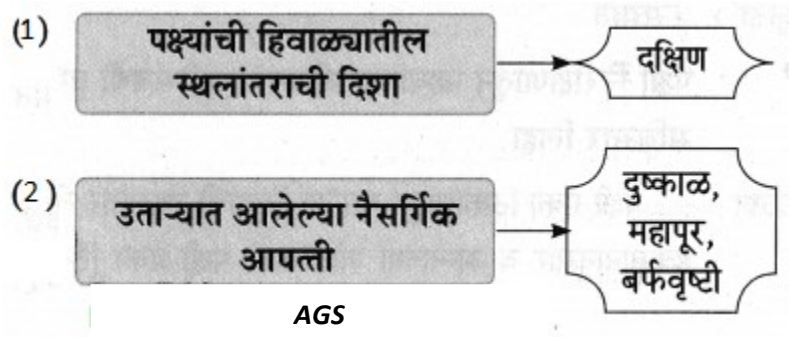 (1)
पक्ष्यांची हिवाळ्यातील
स्थलांतराची दिशा
दक्षिण
(2)
उताऱ्यात आलेल्या नैसर्गिक
आपत्ती
दुष्काळ,
महापूर,
बर्फवृष्टी
AGS